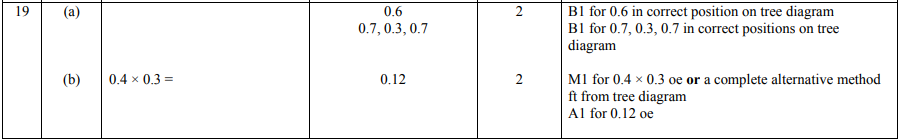 19 (a) 0.6 2 B1 for 0.6 in correct position on tree diagram
0.7, 0.3, 0.7 B1 for 0.7, 0.3, 0.7 in correct positions on tree
diagram
(b) 0.4 × 0.3 = 0.12 2 M1 for 0.4 × 0.3 oe or a complete alternative method
ft from tree diagram
A1 for 0.12 oe